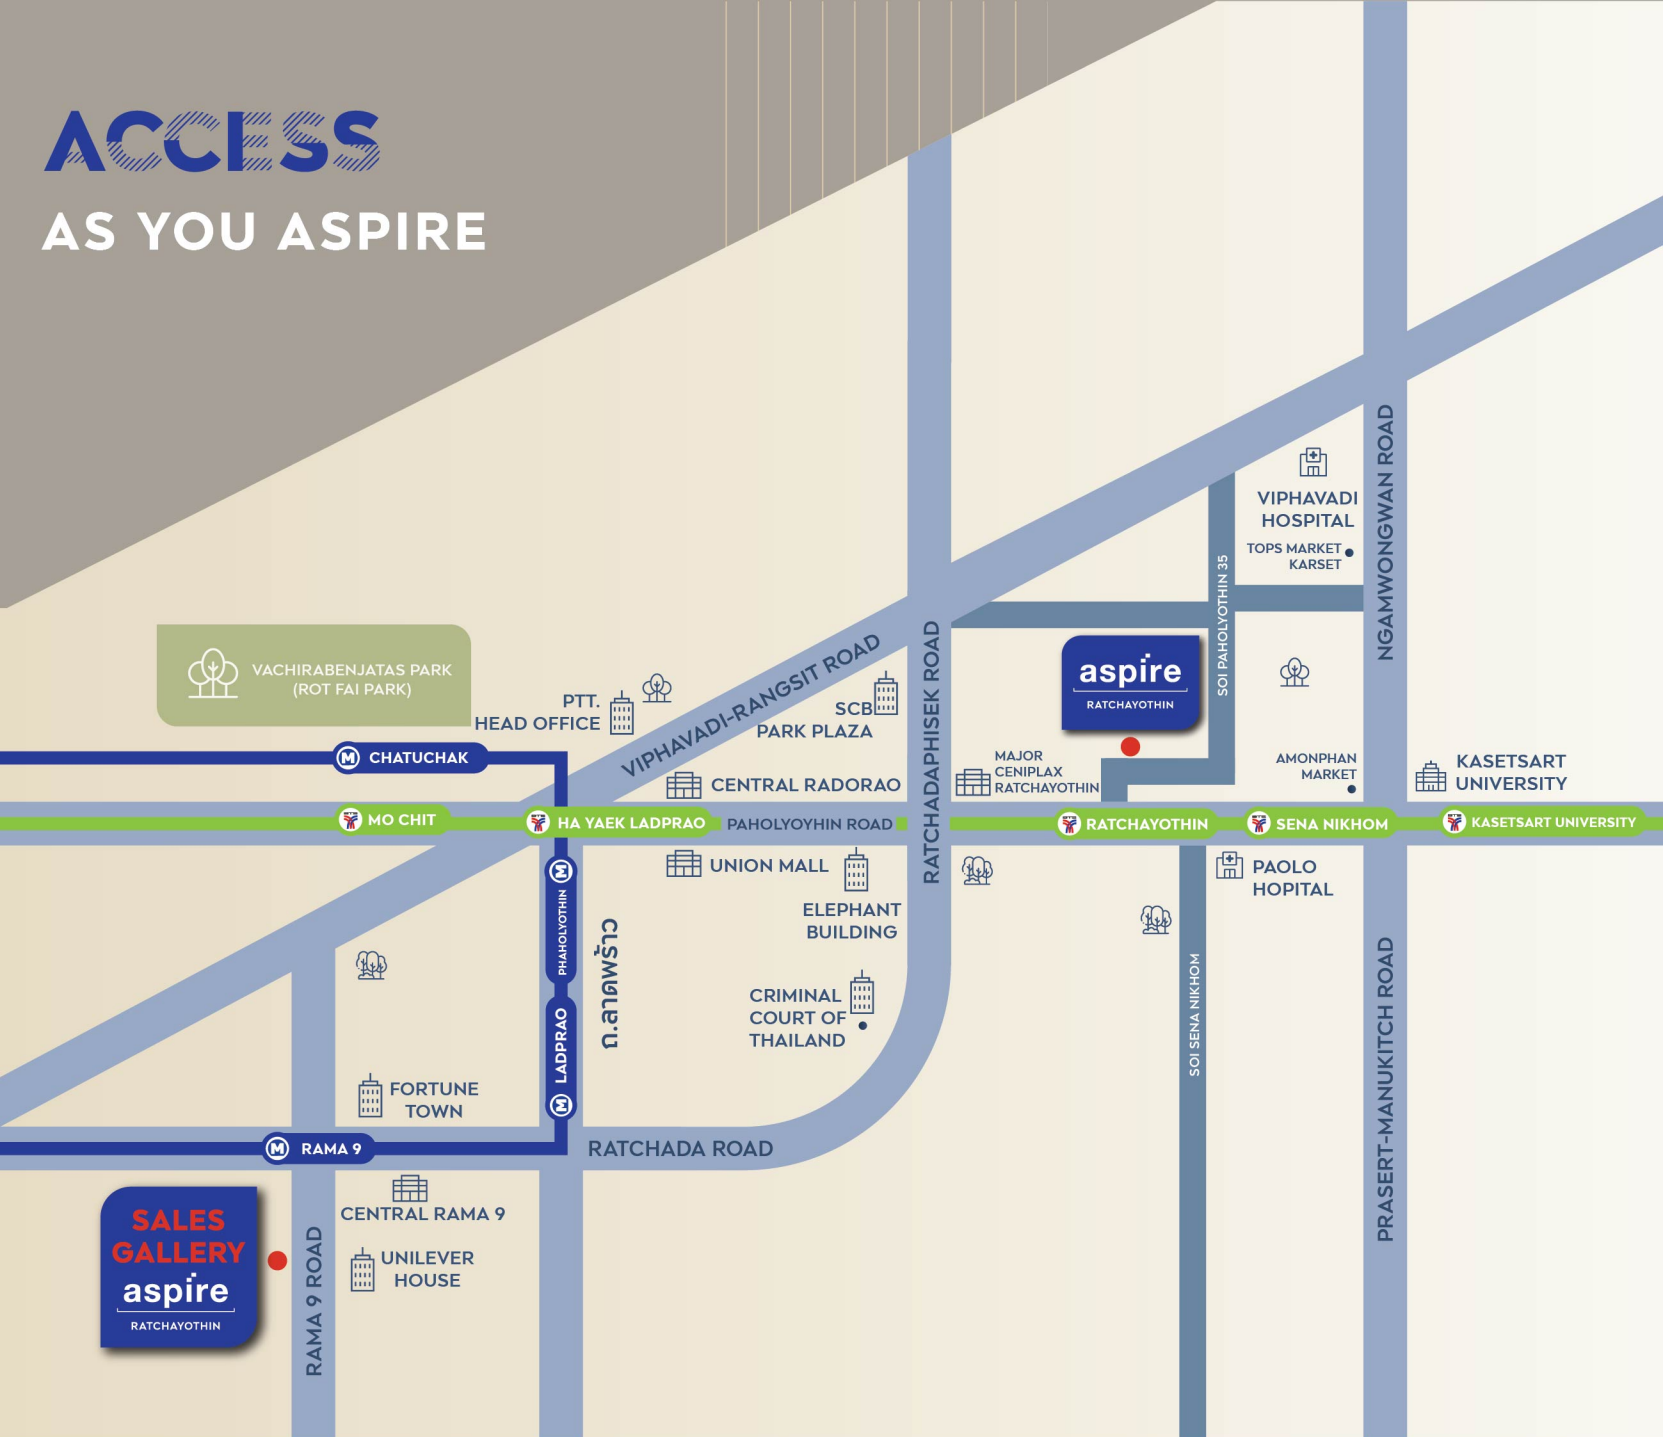 ACCESS
AS YOU ASPIRE
NGAMWONGWAN ROAD
VIPHAVADI
HOSPITAL
TOPS MARKET
KARSET
SOI PAHOLYOTHIN 35
VACHIRABENJATAS PARK
(ROT FAI PARK)
PTT.
HEAD OFFICE
VIPHAVADI-RANGSIT ROAD
SCB
PARK PLAZA
RATCHADAPHISEK ROAD
aspire
RATCHAYOTHIN
M CHATUCHAK
CENTRAL RADORAO
MAJOR
CENIPLAX
RATCHAYOTHIN
AMONPHAN
MARKET
KASETSART
UNIVERSITY
BTS MO CHIT
BTS HA YAEK LADPRAO
PAHOLYOYHIN ROAD
BTS RATCHAYOTHIN
BTS SENA NIKHOM
BTS KASETSART UNIVERSITY
UNION MALL
ELEPHANT
BUILDING
PAOLO
HOPITAL
PHAHOLYOTHIN M
ถ.ลาดพร้าว
M LADPRAO
CRIMINAL
COURT OF
THAILAND
SOI SENA NIKHOM
PRASERT-MANUKITCH ROAD
FORTUNE
TOWN
M RAMA 9
RATCHADA ROAD
CENTRAL RAMA 9
SALES
GALLERY
aspire
RATCHAYOTHIN
RAMA 9 ROAD
UNILEVER
HOUSE